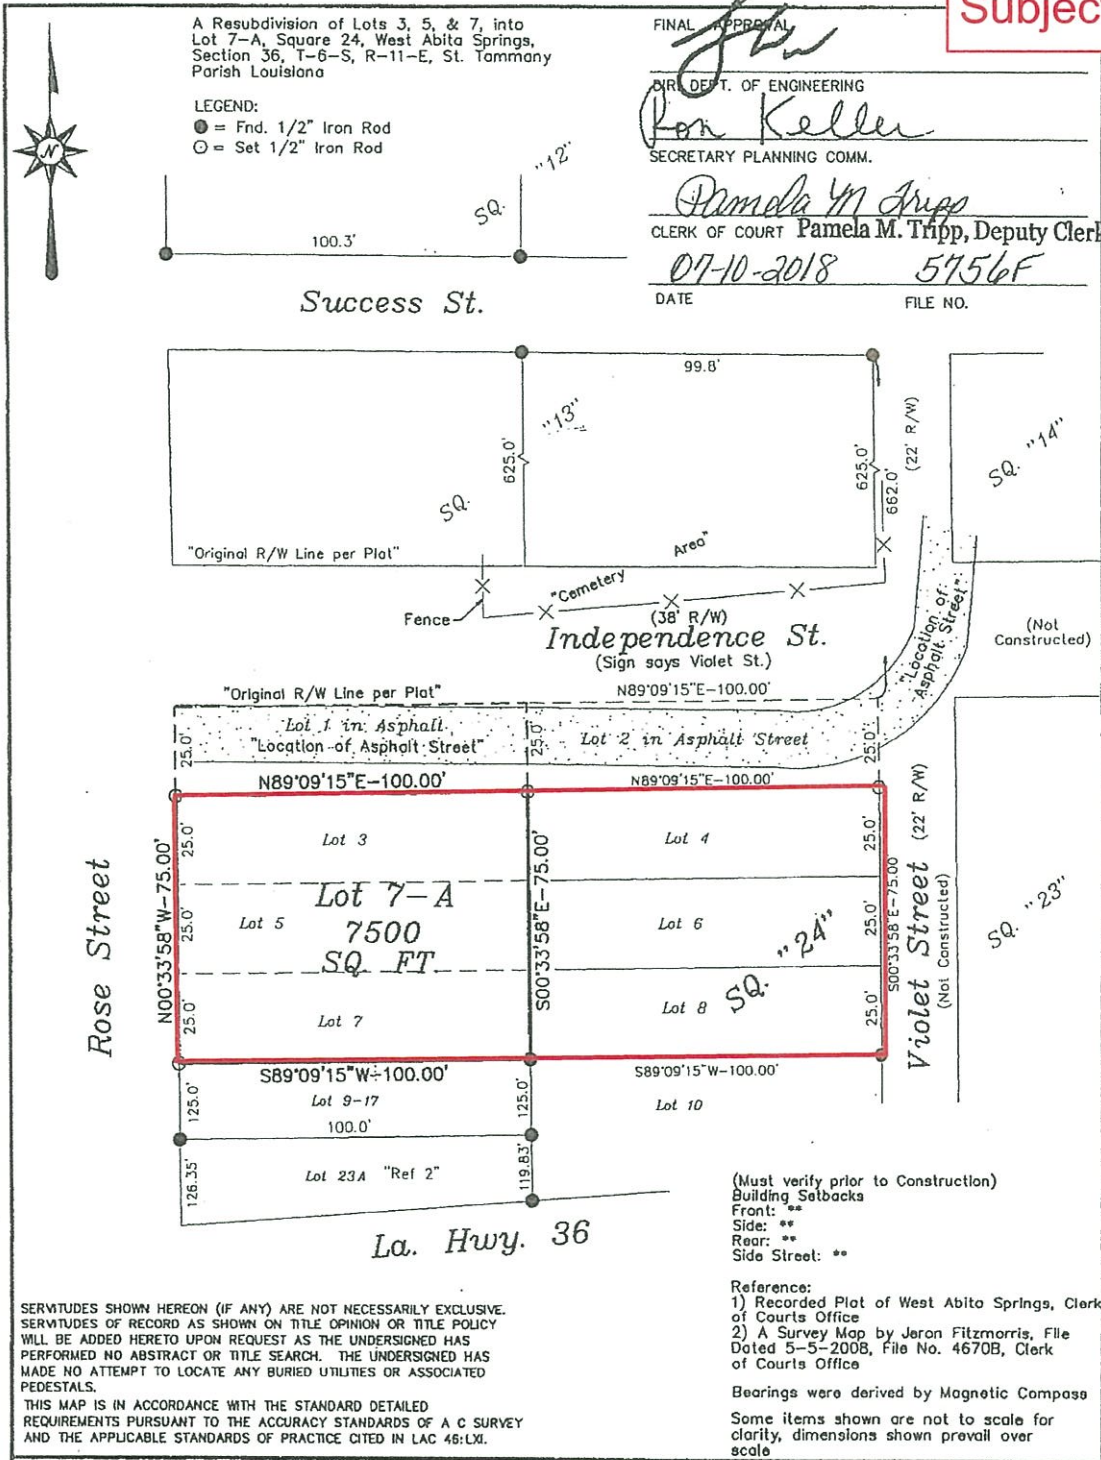 A Resubdivision of Lots 3, 5, & 7, into
Lot 7-A, Square 24, West Abita Springs,
Section 36, T-6-S, R-11-E, St. Tammany
Parish Louisiana
LEGEND:
= Fnd. 1/2" Iron Rod
= Set 1/2" Iron Rod
N
Subjec
FINAL APPROVAL
DIR. DEPT. OF ENGINEERING
Ron Keller
SECRETARY PLANNING COMM.
Pamela M Tripp
CLERK OF COURT Pamela M. Tripp, Deputy Clerk
07-10-2018 5756F
DATE FILE NO.
SQ. "12"
100.3'
Success St.
99.8'
SQ. "13"
625.0'
625.0'
662.0'
(22' R/W)
SQ. "14"
"Original R/W Line per Plat"
"Cemetery Area"
Fence
(38' R/W)
Independence St.
(Sign says Violet St.)
"Location of
Asphalt Street"
(Not
Constructed)
"Original R/W Line per Plat"
N89°09'15"E-100.00'
25.0'
Lot 1 in Asphalt
"Location of Asphalt Street"
25.0'
Lot 2 in Asphalt Street
25.0'
N89°09'15"E-100.00'
N89°09'15"E-100.00'
Rose Street
N00°33'58"W-75.00'
25.0'
25.0'
25.0'
Lot 3
Lot 7-A
Lot 5
7500
SQ. FT.
Lot 7
S00°33'58"E-75.00'
Lot 4
Lot 6
SQ. "24"
Lot 8
25.0'
25.0'
25.0'
S00°33'58"E-75.00
Violet Street (22' R/W)
(Not Constructed)
SQ. "23"
S89°09'15"W-100.00'
S89°09'15"W-100.00'
125.0'
Lot 9-17
125.0'
Lot 10
100.0'
126.35'
Lot 23A "Ref 2"
119.83'
La. Hwy. 36
(Must verify prior to Construction)
Building Setbacks
Front: **
Side: **
Rear: **
Side Street: **
Reference:
1) Recorded Plat of West Abita Springs, Clerk
of Courts Office
2) A Survey Map by Jeron Fitzmorris, File
Dated 5-5-2008, File No. 4670B, Clerk
of Courts Office
Bearings were derived by Magnetic Compass
Some items shown are not to scale for
clarity, dimensions shown prevail over
scale
SERVITUDES SHOWN HEREON (IF ANY) ARE NOT NECESSARILY EXCLUSIVE.
SERVITUDES OF RECORD AS SHOWN ON TITLE OPINION OR TITLE POLICY
WILL BE ADDED HERETO UPON REQUEST AS THE UNDERSIGNED HAS
PERFORMED NO ABSTRACT OR TITLE SEARCH. THE UNDERSIGNED HAS
MADE NO ATTEMPT TO LOCATE ANY BURIED UTILITIES OR ASSOCIATED
PEDESTALS.
THIS MAP IS IN ACCORDANCE WITH THE STANDARD DETAILED
REQUIREMENTS PURSUANT TO THE ACCURACY STANDARDS OF A C SURVEY
AND THE APPLICABLE STANDARDS OF PRACTICE CITED IN LAC 46:LXI.